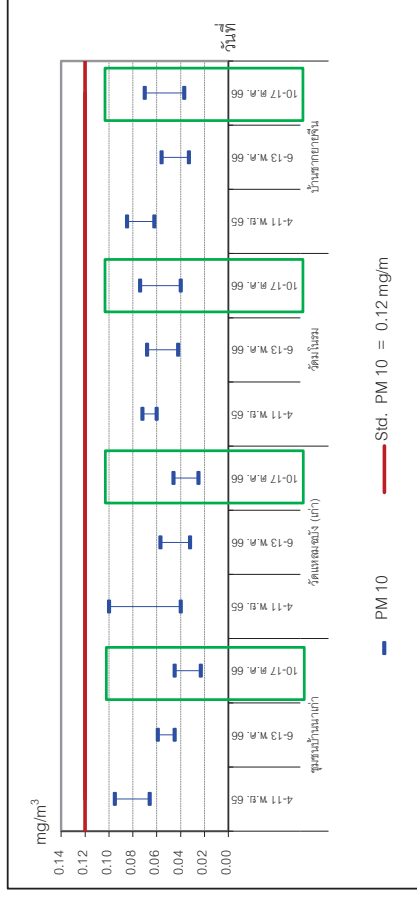 mg/m³
0.14
0.12
0.10
0.08
0.06
0.04
0.02
0.00
วันที่
4-11 พ.ย. 65
6-13 พ.ค. 66
10-17 ต.ค. 66
4-11 พ.ย. 65
6-13 พ.ค. 66
10-17 ต.ค. 66
4-11 พ.ย. 65
6-13 พ.ค. 66
10-17 ต.ค. 66
4-11 พ.ย. 65
6-13 พ.ค. 66
10-17 ต.ค. 66
ชุมชนบ้านนาเก่า
วัดแหลมฉบัง (เก่า)
วัดมโนรม
บ้านชากยายจีน
PM 10
Std. PM 10 = 0.12 mg/m